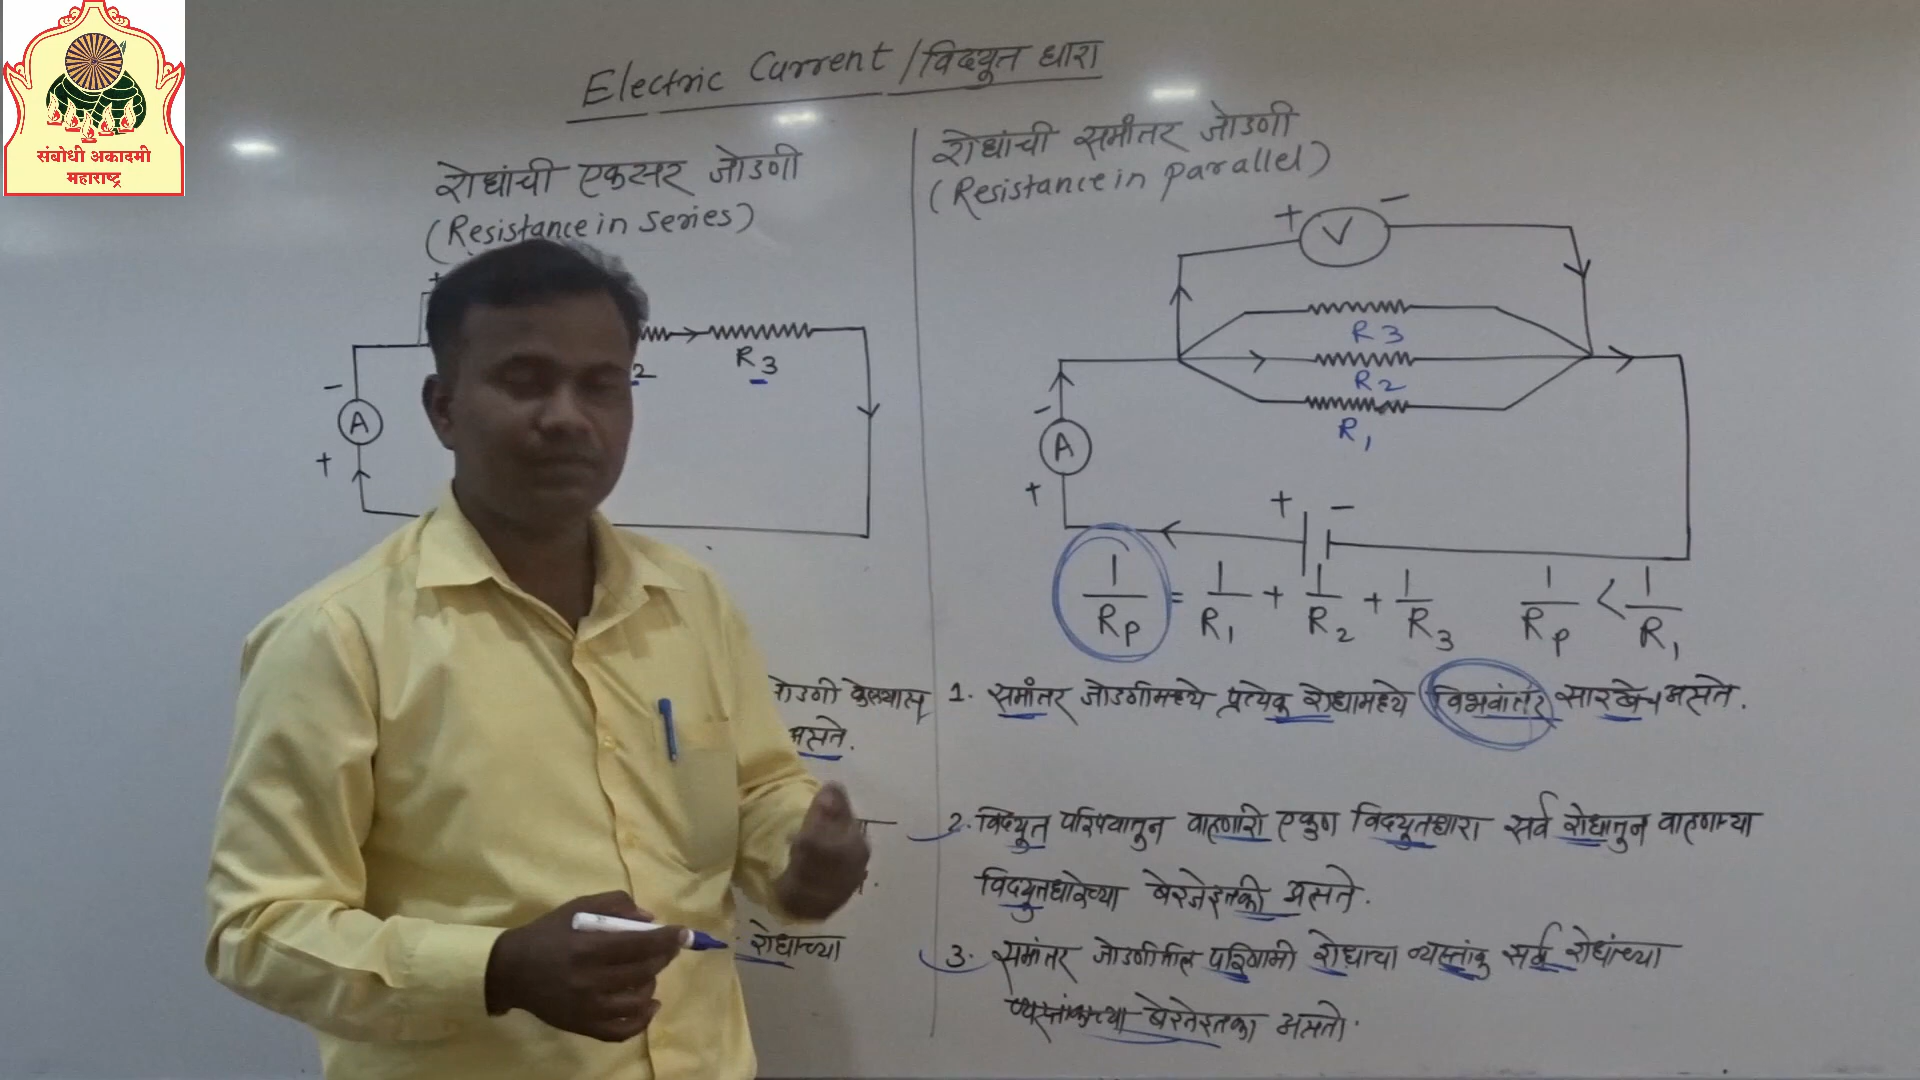 संबोधी अकादमी
महाराष्ट्र
Electric Current / विद्युत धारा
रोधांची एकसर जोडणी
(Resistance in series)
+
2
R3
-
A
+
जोडणी केल्यास
असते.
रोधाच्या
रोधांची समांतर जोडणी
(Resistance in parallel)
+ V -
R3
R2
R1
-
A
+
+ -
1/Rp = 1/R1 + 1/R2 + 1/R3 1/Rp < 1/R1
1. समांतर जोडणीमध्ये प्रत्येक रोधामध्ये विभवांतर सारखेच असते.
2. विद्युत परिपथातून वाहणारी एकुण विद्युतधारा सर्व रोधातुन वाहणाऱ्या
विद्युतधारेच्या बेरजेइतकी असते.
3. समांतर जोडणीतील परिणामी रोधाचा व्यस्तांक सर्व रोधांच्या
व्यस्तांकाच्या बेरजेइतका असतो.